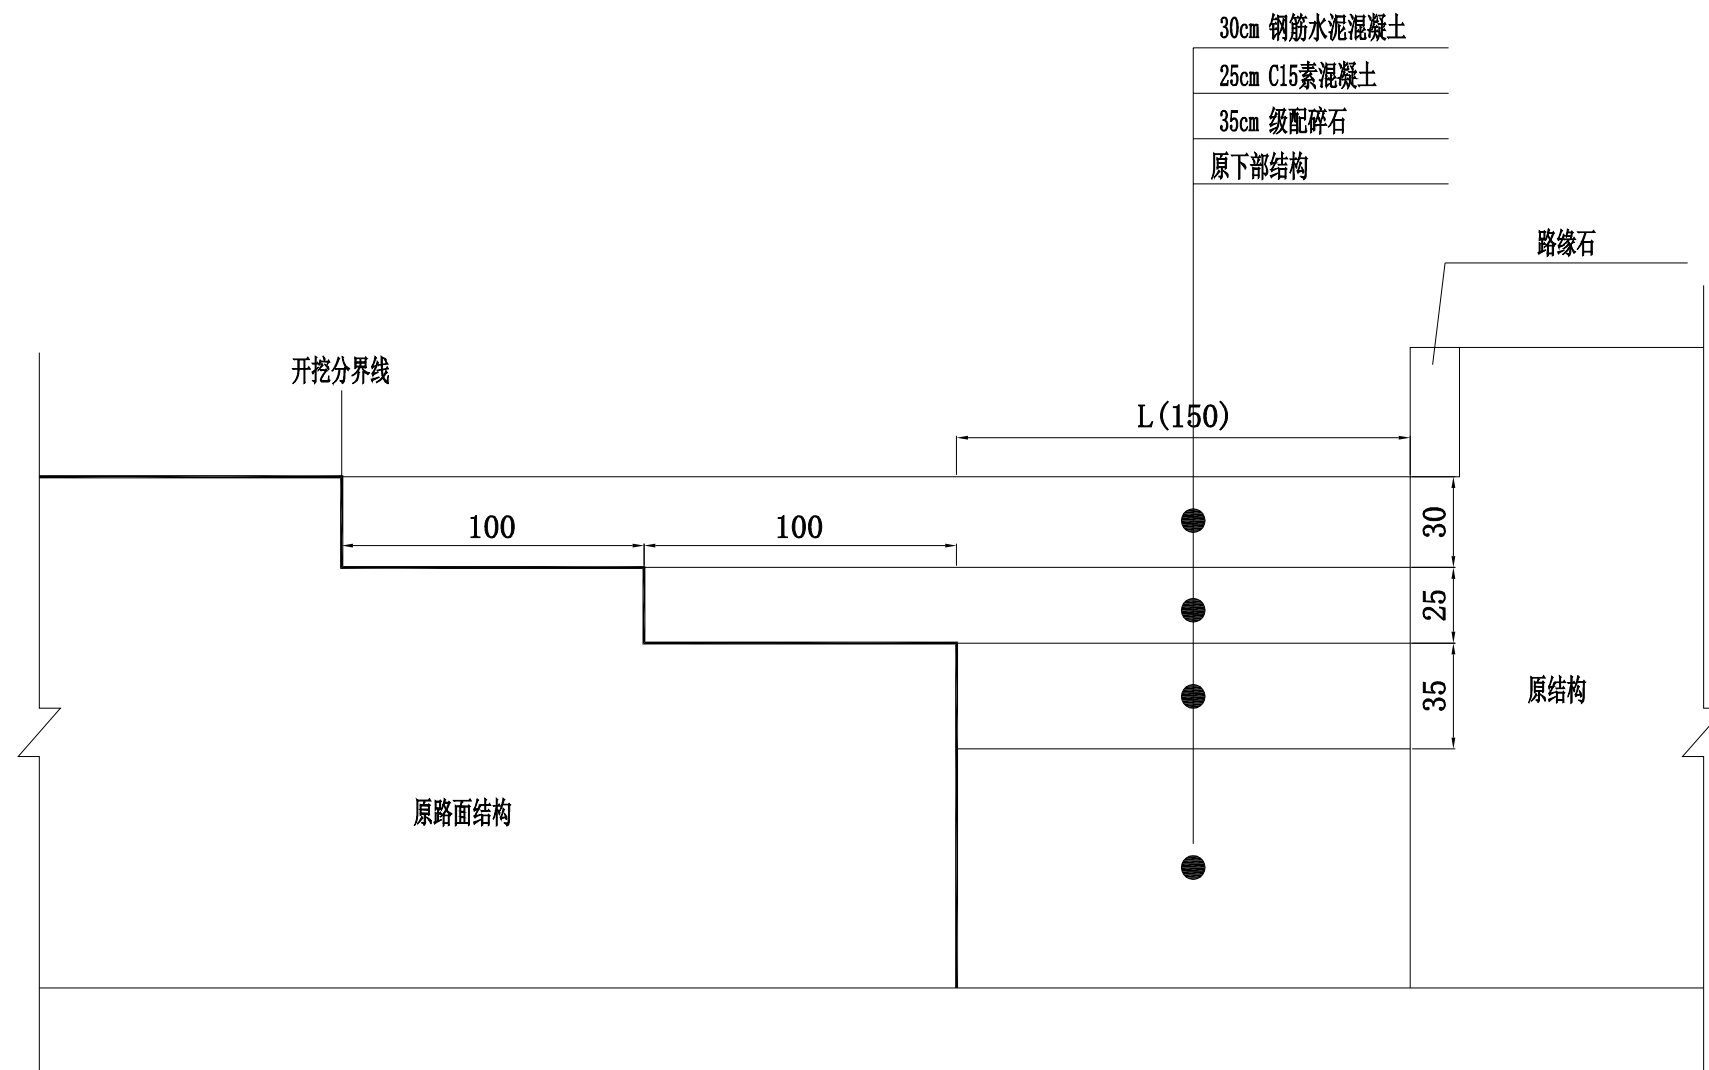 30cm 钢筋水泥混凝土
25cm C15素混凝土
35cm 级配碎石
原下部结构
路缘石
开挖分界线
L(150)
100
100
30
25
35
原结构
原路面结构